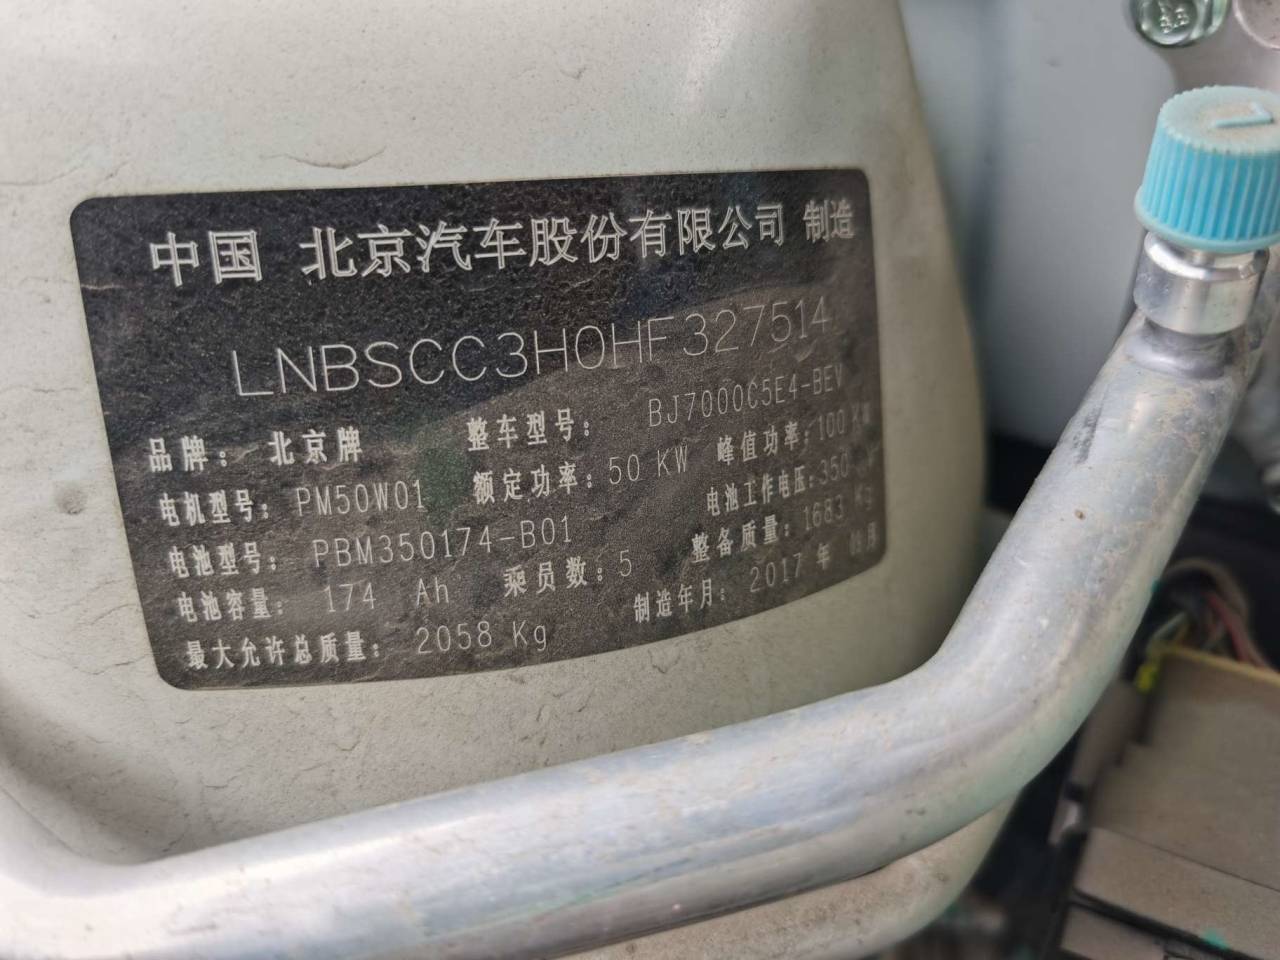 中国 北京汽车股份有限公司 制造
LNBSCC3H0HF327514
品牌: 北京牌 整车型号: BJ7000C5E4-BEV
电机型号: PM50W01 额定功率: 50 KW 峰值功率: 100 KW
电池型号: PBM350174-B01 电池工作电压: 350
电池容量: 174 Ah 乘员数: 5 整备质量: 1683 Kg
最大允许总质量: 2058 Kg 制造年月: 2017 年 月